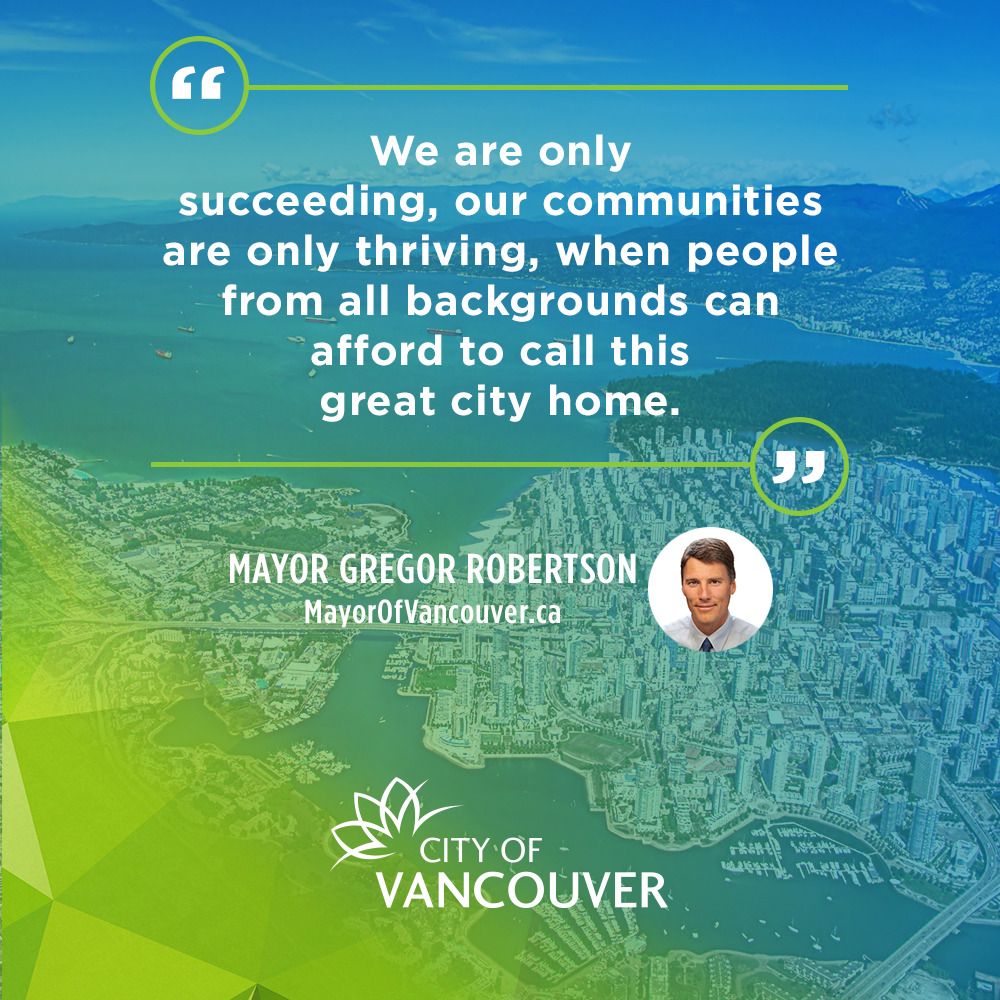 “
We are only
succeeding, our communities
are only thriving, when people
from all backgrounds can
afford to call this
great city home.
”
MAYOR GREGOR ROBERTSON
MayorOfVancouver.ca
CITY OF
VANCOUVER